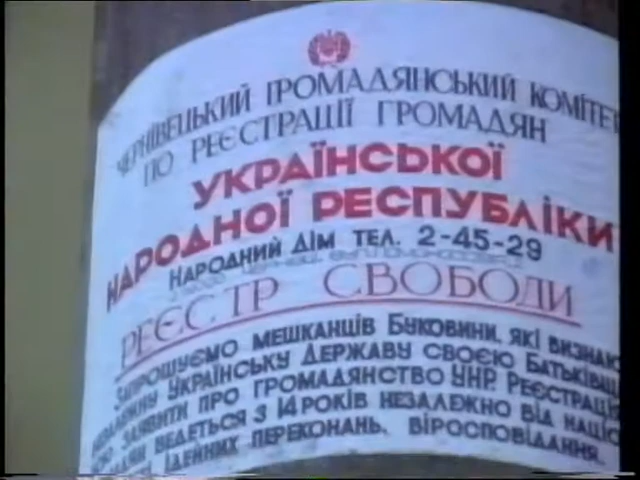 ЧЕРНІВЕЦЬКИЙ ГРОМАДЯНСЬКИЙ КОМІТЕТ
ПО РЕЄСТРАЦІЇ ГРОМАДЯН
УКРАЇНСЬКОЇ
НАРОДНОЇ РЕСПУБЛІКИ
НАРОДНИЙ ДІМ ТЕЛ. 2-45-29
РЕЄСТР СВОБОДИ
ЗАПРОШУЄМО МЕШКАНЦІВ БУКОВИНИ, ЯКІ ВИЗНАЮ
УКРАЇНСЬКУ ДЕРЖАВУ СВОЄЮ БАТЬКІВЩ
ЗАЯВИТИ ПРО ГРОМАДЯНСТВО УНР. РЕЄСТРАЦІ
ВЕДЕТЬСЯ З 14 РОКІВ НЕЗАЛЕЖНО ВІД НАЦІО
ІДЕЙНИХ ПЕРЕКОНАНЬ. ВІРОСПОВІДАННЯ.